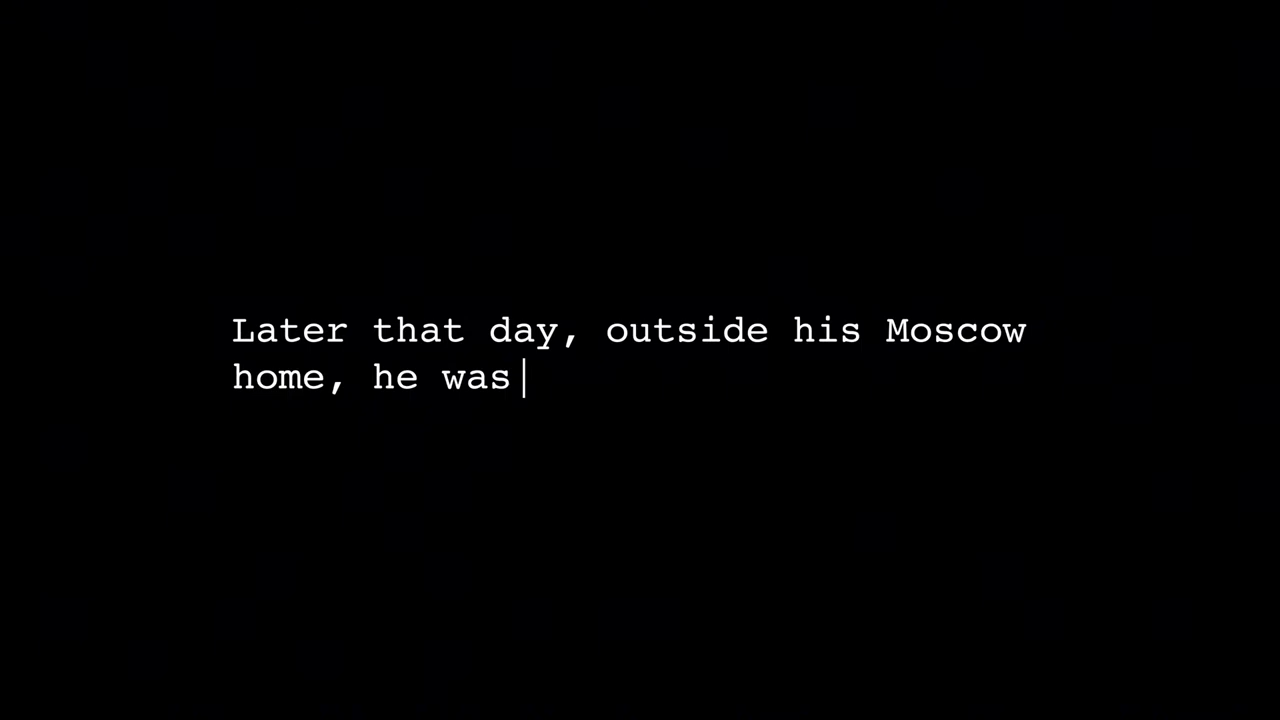 Later that day, outside his Moscow
home, he was